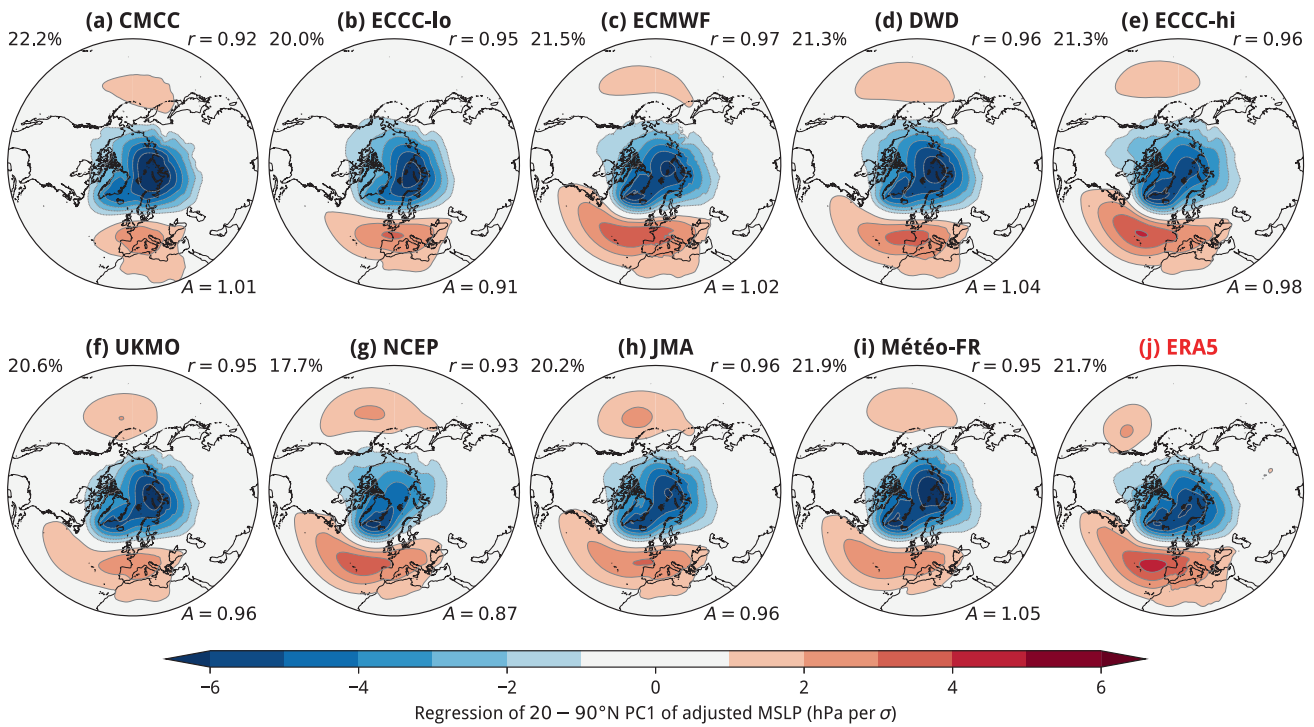 (a) CMCC (b) ECCC-lo (c) ECMWF (d) DWD (e) ECCC-hi
22.2% r = 0.92 20.0% r = 0.95 21.5% r = 0.97 21.3% r = 0.96 21.3% r = 0.96
A = 1.01 A = 0.91 A = 1.02 A = 1.04 A = 0.98
(f) UKMO (g) NCEP (h) JMA (i) Météo-FR (j) ERA5
20.6% r = 0.95 17.7% r = 0.93 20.2% r = 0.96 21.9% r = 0.95 21.7%
A = 0.96 A = 0.87 A = 0.96 A = 1.05
−6 −4 −2 0 2 4 6
Regression of 20 − 90°N PC1 of adjusted MSLP (hPa per σ)